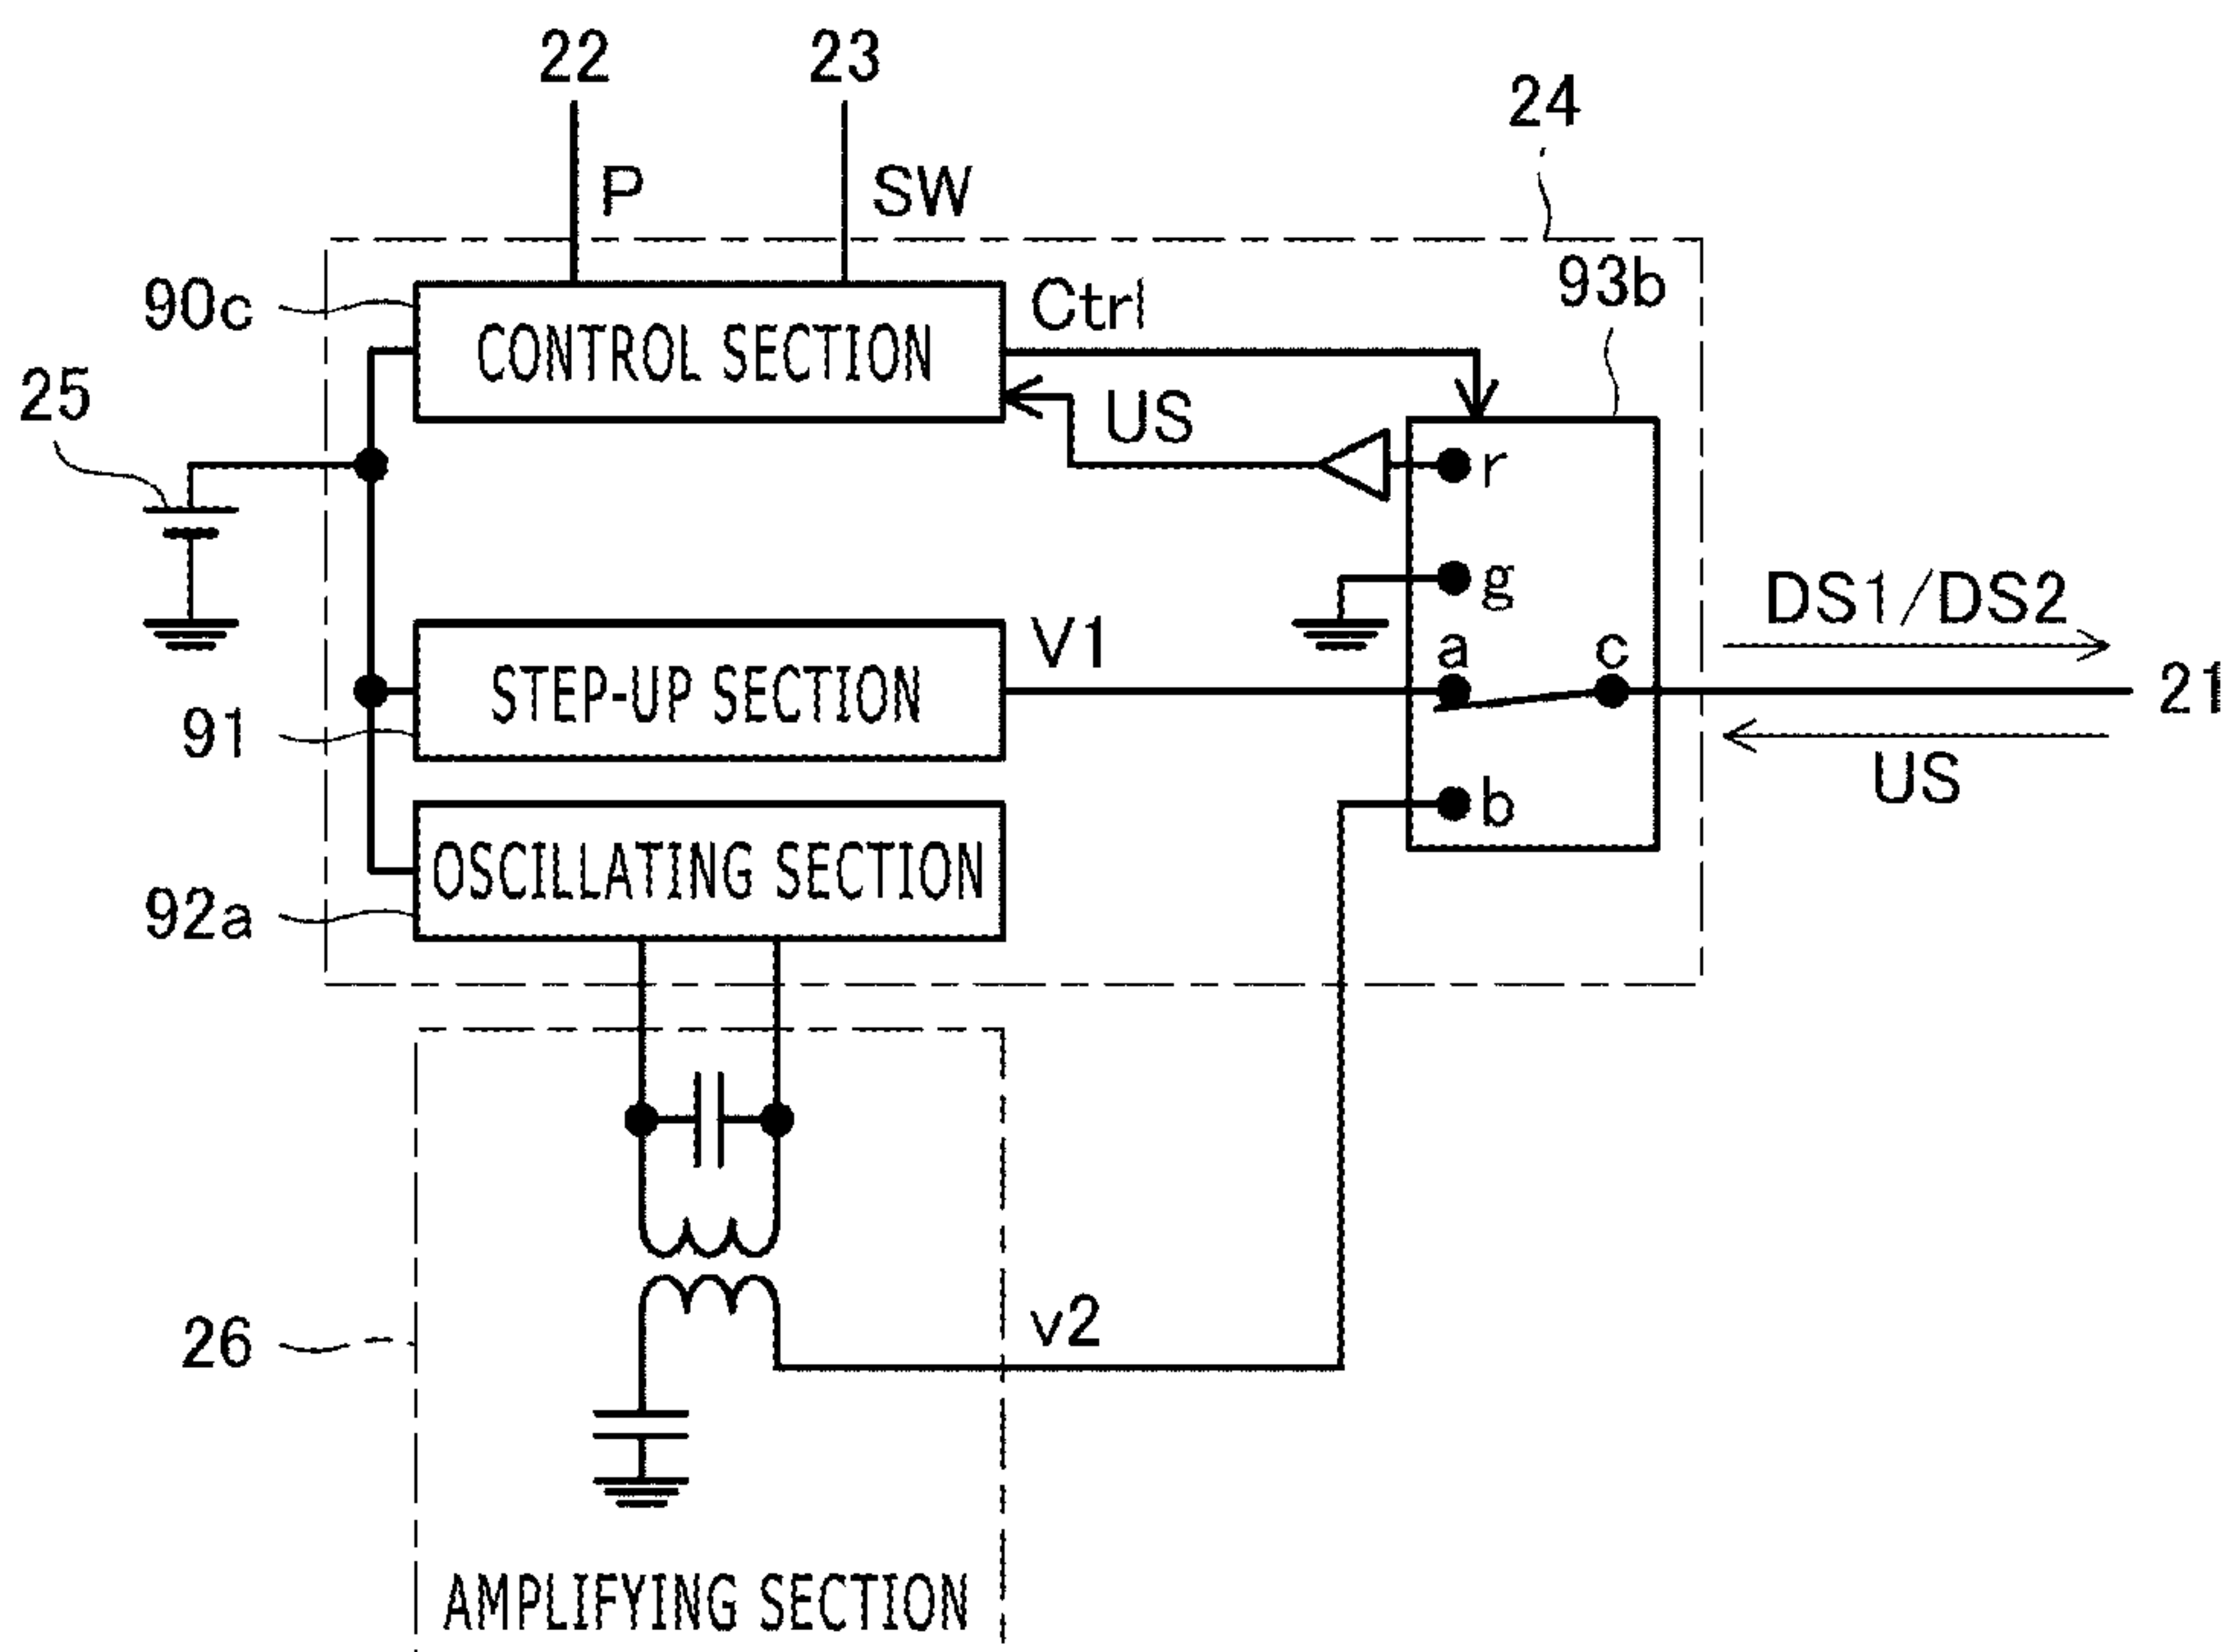 22
23
24
P
SW
90c
93b
Ctrl
CONTROL SECTION
25
US
r
g
DS1/DS2
V1
a
c
STEP-UP SECTION
21
91
US
b
OSCILLATING SECTION
92a
26
v2
AMPLIFYING SECTION